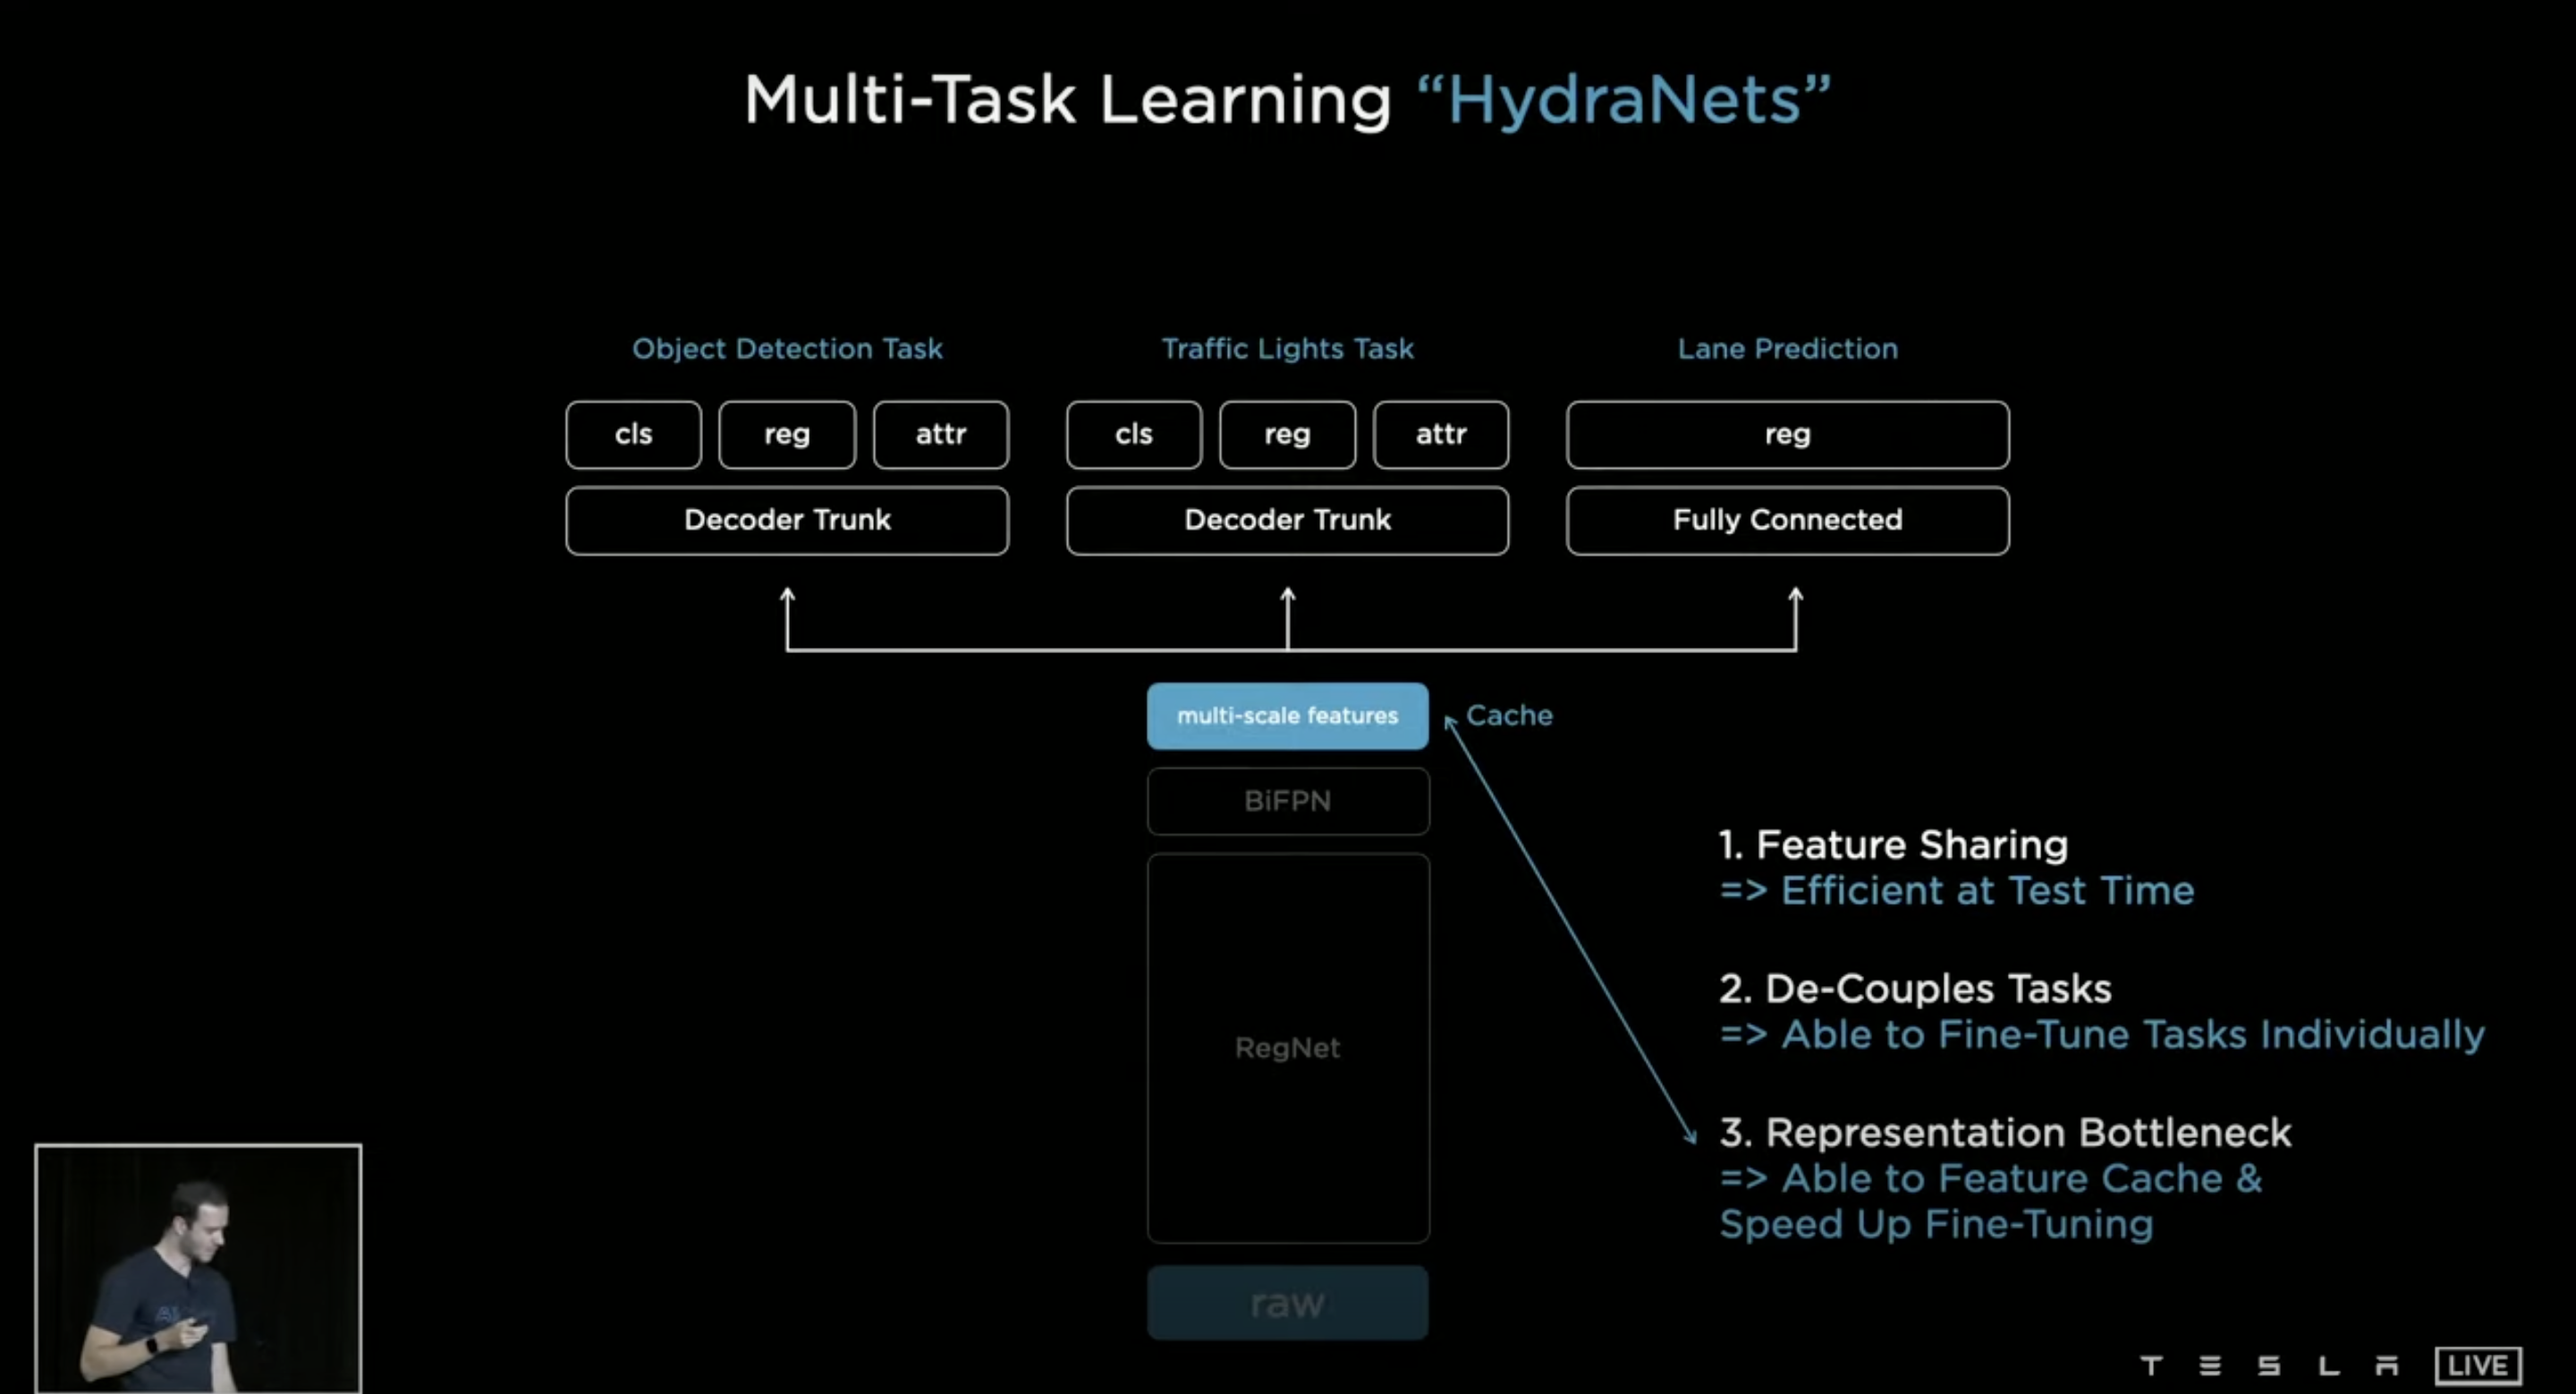 Multi-Task Learning “HydraNets”
Object Detection Task
Traffic Lights Task
Lane Prediction
cls
reg
attr
cls
reg
attr
reg
Decoder Trunk
Decoder Trunk
Fully Connected
multi-scale features
Cache
BiFPN
RegNet
raw
1. Feature Sharing
=> Efficient at Test Time
2. De-Couples Tasks
=> Able to Fine-Tune Tasks Individually
3. Representation Bottleneck
=> Able to Feature Cache &
Speed Up Fine-Tuning
TESLA LIVE